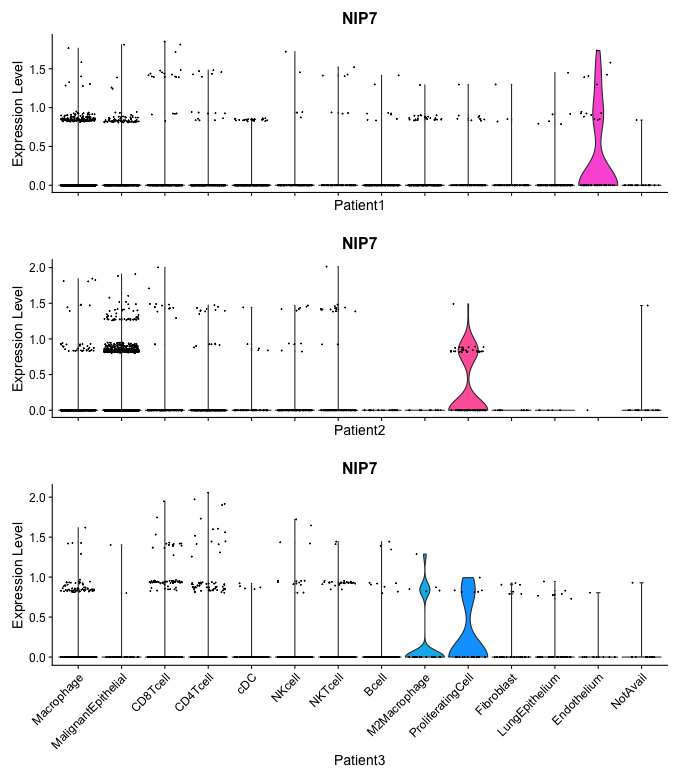 NIP7
Expression Level
1.5
1.0
0.5
0.0
Patient1
NIP7
Expression Level
2.0
1.5
1.0
0.5
0.0
Patient2
NIP7
Expression Level
2.0
1.5
1.0
0.5
0.0
Macrophage
MalignantEpithelial
CD8Tcell
CD4Tcell
cDC
NKcell
NKTcell
Bcell
M2Macrophage
ProliferatingCell
Fibroblast
LungEpithelium
Endothelium
NotAvail
Patient3